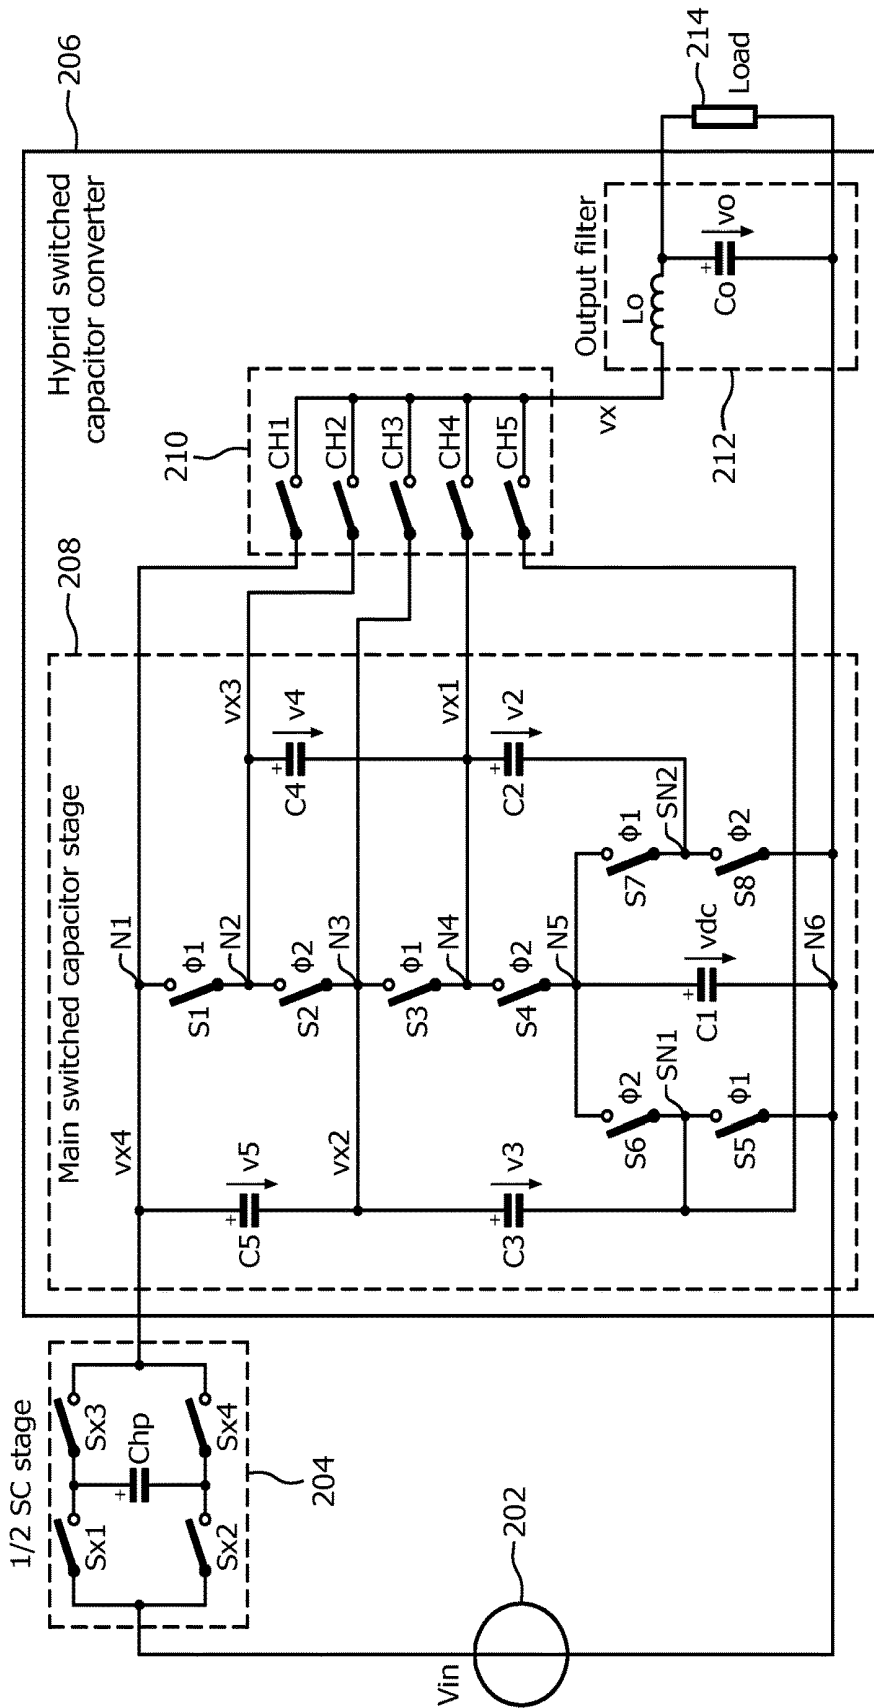 206
Hybrid switched
capacitor converter
208
Main switched capacitor stage
210
1/2 SC stage
Sx1
Sx3
Chp
Sx2
Sx4
204
202
Vin
vx4
N1
C5
+
v5
vx2
S1
ϕ1
N2
S2
ϕ2
N3
S3
ϕ1
N4
S4
ϕ2
N5
vx3
C4
+
v4
vx1
C2
+
v2
C3
+
v3
S6
ϕ2
SN1
S5
ϕ1
C1
+
vdc
N6
S7
ϕ1
SN2
S8
ϕ2
CH1
CH2
CH3
CH4
CH5
vx
Output filter
Lo
Co
+
vo
212
214
Load